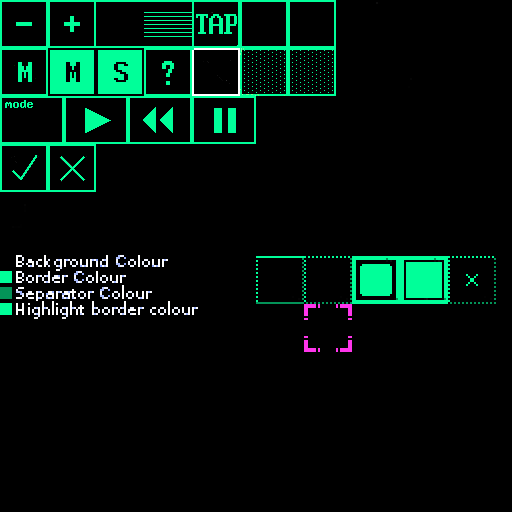 - + TAP
M M S ?
mode
Background Colour
Border Colour
Separator Colour
Highlight border colour